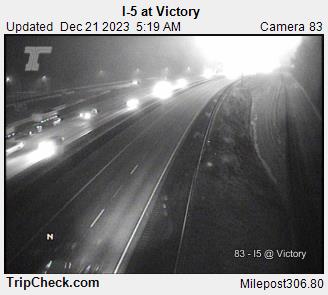 I-5 at Victory
Updated Dec 21 2023 5:19 AM Camera 83
T
N
83 - I5 @ Victory
TripCheck.com Milepost306.80